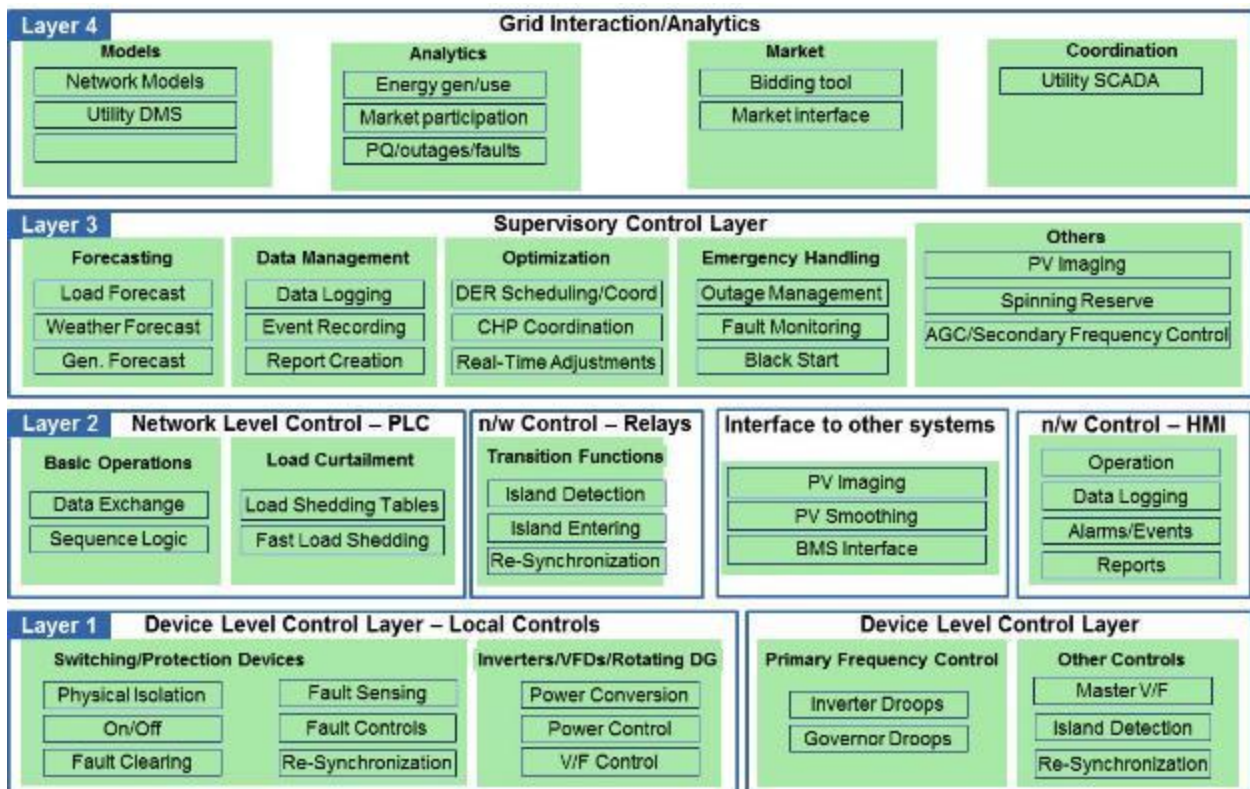 Layer 4
Grid Interaction/Analytics
Models
Network Models
Utility DMS
Analytics
Energy gen/use
Market participation
PQ/outages/faults
Market
Bidding tool
Market interface
Coordination
Utility SCADA
Layer 3
Supervisory Control Layer
Forecasting
Load Forecast
Weather Forecast
Gen. Forecast
Data Management
Data Logging
Event Recording
Report Creation
Optimization
DER Scheduling/Coord
CHP Coordination
Real-Time Adjustments
Emergency Handling
Outage Management
Fault Monitoring
Black Start
Others
PV Imaging
Spinning Reserve
AGC/Secondary Frequency Control
Layer 2
Network Level Control – PLC
Basic Operations
Data Exchange
Sequence Logic
Load Curtailment
Load Shedding Tables
Fast Load Shedding
n/w Control – Relays
Transition Functions
Island Detection
Island Entering
Re-Synchronization
Interface to other systems
PV Imaging
PV Smoothing
BMS Interface
n/w Control – HMI
Operation
Data Logging
Alarms/Events
Reports
Layer 1
Device Level Control Layer – Local Controls
Switching/Protection Devices
Physical Isolation
On/Off
Fault Clearing
Fault Sensing
Fault Controls
Re-Synchronization
Inverters/VFDs/Rotating DG
Power Conversion
Power Control
V/F Control
Device Level Control Layer
Primary Frequency Control
Inverter Droops
Governor Droops
Other Controls
Master V/F
Island Detection
Re-Synchronization